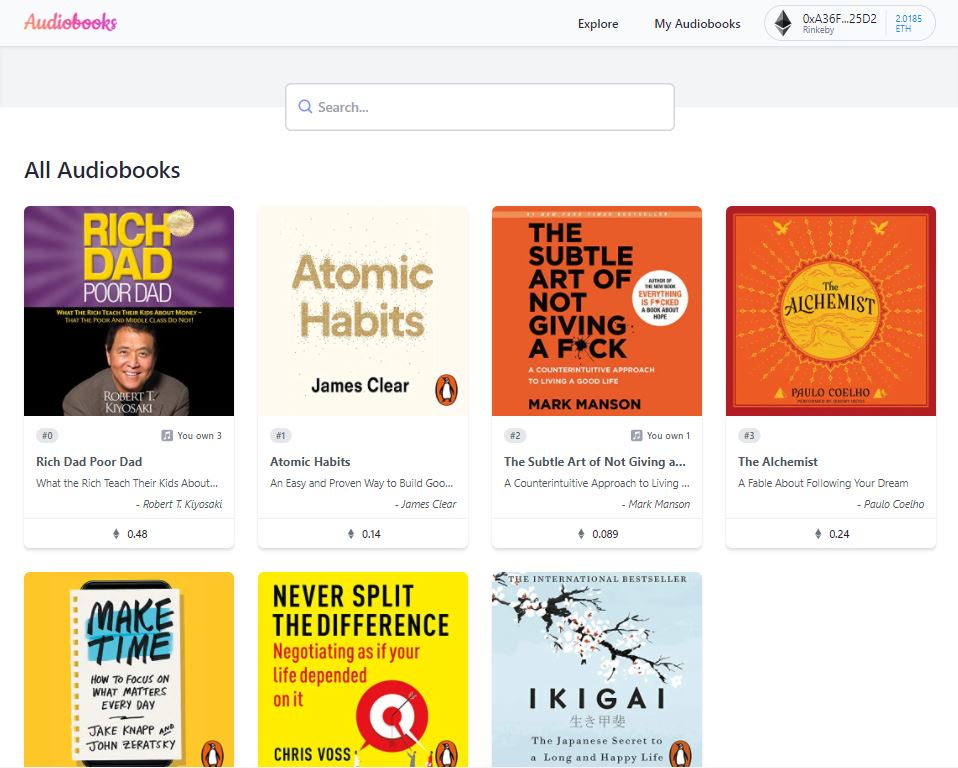 Audiobooks
Explore
My Audiobooks
0xA36F...25D2
Rinkeby
2.0185
ETH
Search...
All Audiobooks
RICH
DAD
POOR DAD
WHAT THE RICH TEACH THEIR KIDS ABOUT MONEY –
THAT THE POOR AND MIDDLE CLASS DO NOT!
ROBERT T.
KIYOSAKI
#0
You own 3
Rich Dad Poor Dad
What the Rich Teach Their Kids About...
- Robert T. Kiyosaki
0.48
Atomic
Habits
James Clear
#1
Atomic Habits
An Easy and Proven Way to Build Goo...
- James Clear
0.14
#1 NEW YORK TIMES BESTSELLER
THE
SUBTLE
ART OF
NOT
GIVING
A F*CK
AUTHOR OF
THE NEW BOOK
EVERYTHING
IS F*CKED
A BOOK ABOUT
HOPE
A COUNTERINTUITIVE APPROACH
TO LIVING A GOOD LIFE
MARK MANSON
#2
You own 1
The Subtle Art of Not Giving a...
A Counterintuitive Approach to Living ...
- Mark Manson
0.089
The
ALCHEMIST
PAULO COELHO
PERFORMED BY JEREMY IRONS
#3
The Alchemist
A Fable About Following Your Dream
- Paulo Coelho
0.24
MAKE
TIME
HOW TO FOCUS ON
WHAT MATTERS
EVERY DAY
JAKE KNAPP AND
JOHN ZERATSKY
NEVER SPLIT
THE DIFFERENCE
Negotiating as if your
life depended
on it
CHRIS VOSS
THE INTERNATIONAL BESTSELLER
IKIGAI
生き甲斐
The Japanese Secret to
a Long and Happy Life